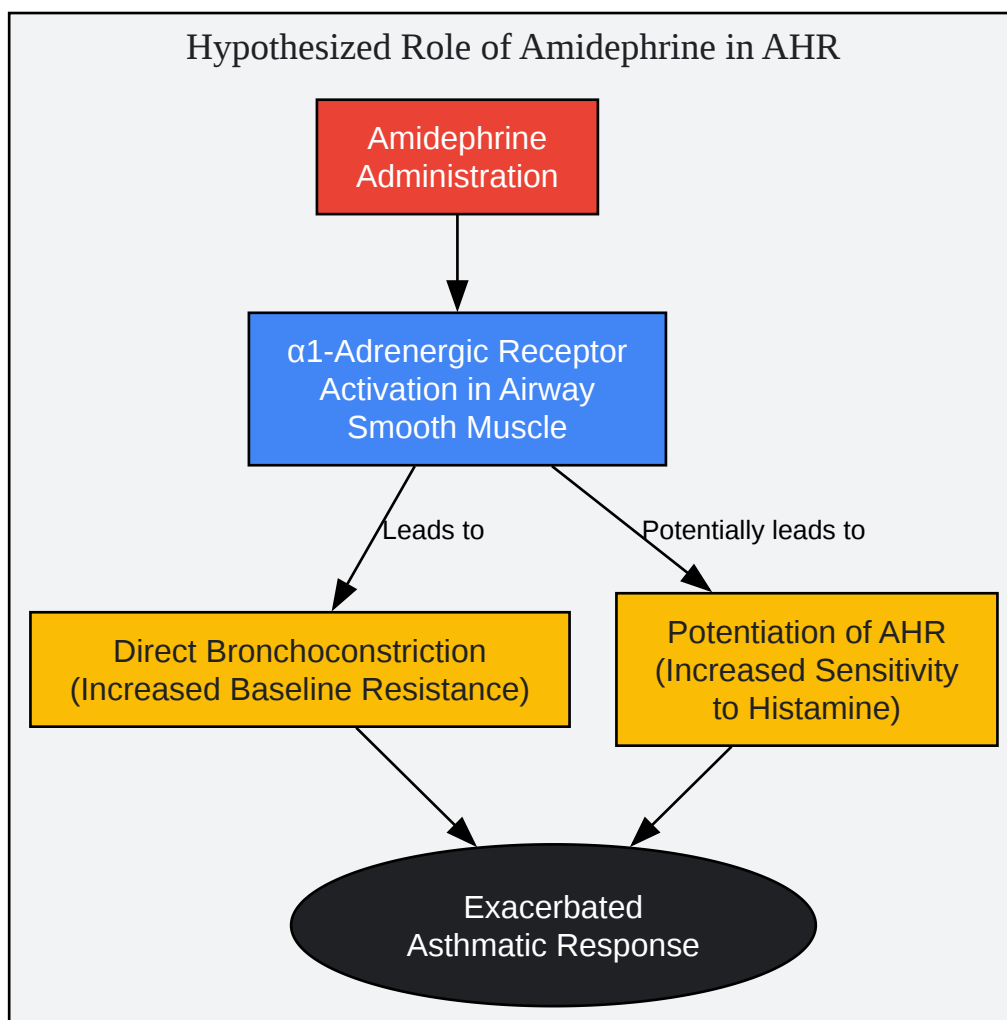 Hypothesized Role of Amidephrine in AHR
Amidephrine
Administration
α1-Adrenergic Receptor
Activation in Airway
Smooth Muscle
Leads to
Potentially leads to
Direct Bronchoconstriction
(Increased Baseline Resistance)
Potentiation of AHR
(Increased Sensitivity
to Histamine)
Exacerbated
Asthmatic Response